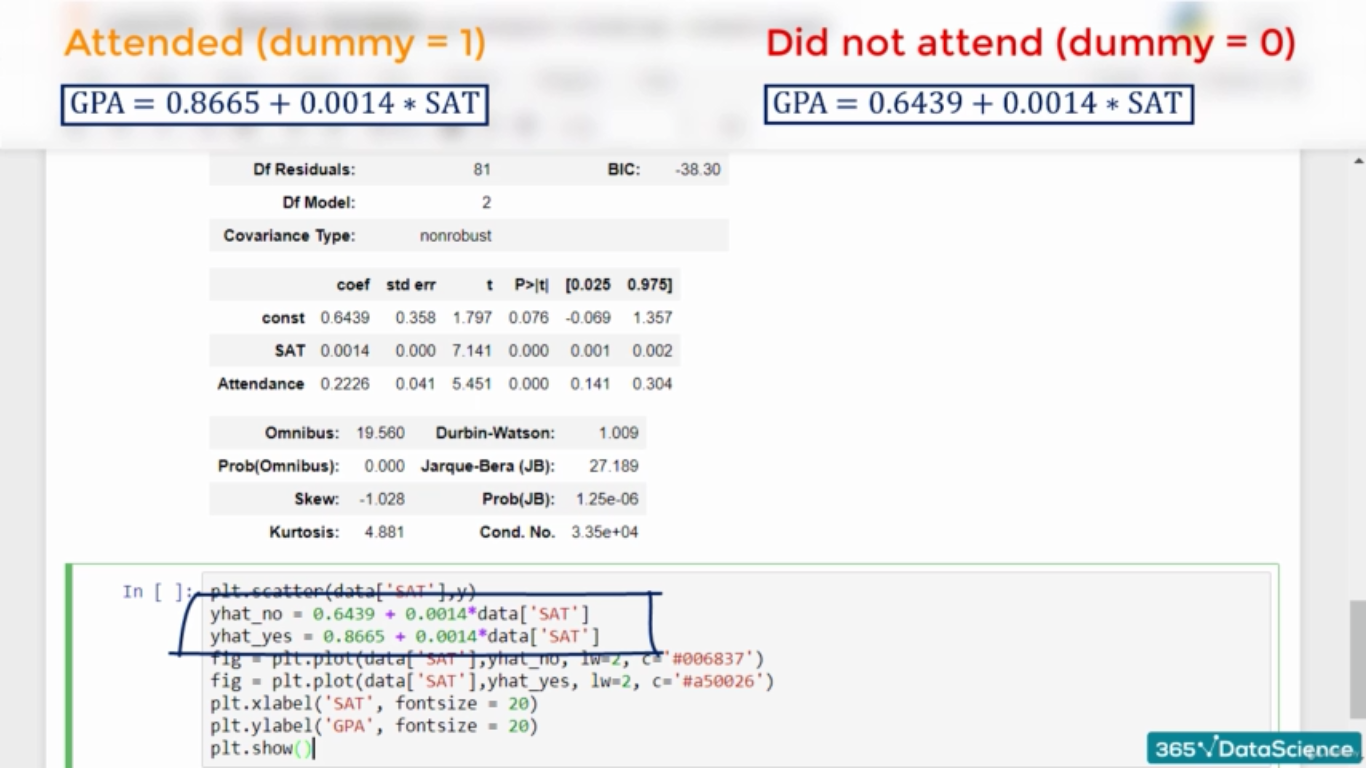 Attended (dummy = 1)
Did not attend (dummy = 0)
GPA = 0.8665 + 0.0014 ∗ SAT
GPA = 0.6439 + 0.0014 ∗ SAT
Df Residuals: 81 BIC: -38.30
Df Model: 2
Covariance Type: nonrobust
coef std err t P>|t| [0.025 0.975]
const 0.6439 0.358 1.797 0.076 -0.069 1.357
SAT 0.0014 0.000 7.141 0.000 0.001 0.002
Attendance 0.2226 0.041 5.451 0.000 0.141 0.304
Omnibus: 19.560 Durbin-Watson: 1.009
Prob(Omnibus): 0.000 Jarque-Bera (JB): 27.189
Skew: -1.028 Prob(JB): 1.25e-06
Kurtosis: 4.881 Cond. No. 3.35e+04
In [ ]: plt.scatter(data['SAT'],y)
yhat_no = 0.6439 + 0.0014*data['SAT']
yhat_yes = 0.8665 + 0.0014*data['SAT']
fig = plt.plot(data['SAT'],yhat_no, lw=2, c='#006837')
fig = plt.plot(data['SAT'],yhat_yes, lw=2, c='#a50026')
plt.xlabel('SAT', fontsize = 20)
plt.ylabel('GPA', fontsize = 20)
plt.show()
365 DataScience